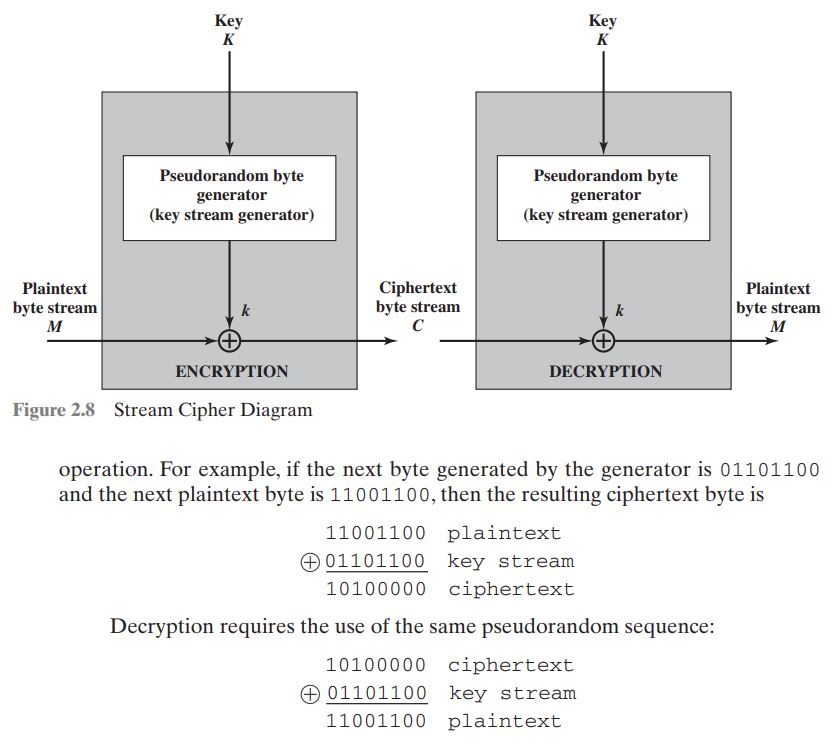 Key
K
Pseudorandom byte
generator
(key stream generator)
Plaintext
byte stream
M
k
ENCRYPTION
Ciphertext
byte stream
C
Key
K
Pseudorandom byte
generator
(key stream generator)
k
DECRYPTION
Plaintext
byte stream
M
Figure 2.8 Stream Cipher Diagram
operation. For example, if the next byte generated by the generator is 01101100
and the next plaintext byte is 11001100, then the resulting ciphertext byte is
11001100 plaintext
⊕ 01101100 key stream
10100000 ciphertext
Decryption requires the use of the same pseudorandom sequence:
10100000 ciphertext
⊕ 01101100 key stream
11001100 plaintext